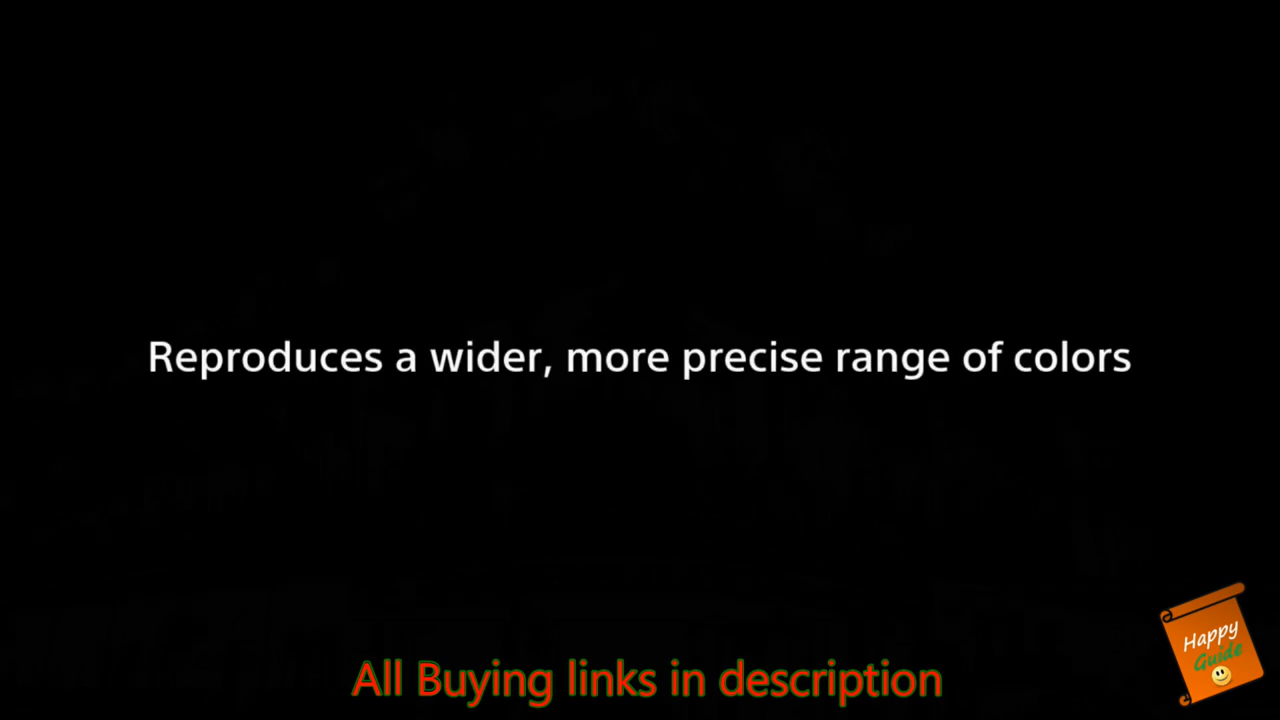 Reproduces a wider, more precise range of colors
Happy
Guide
All Buying links in description